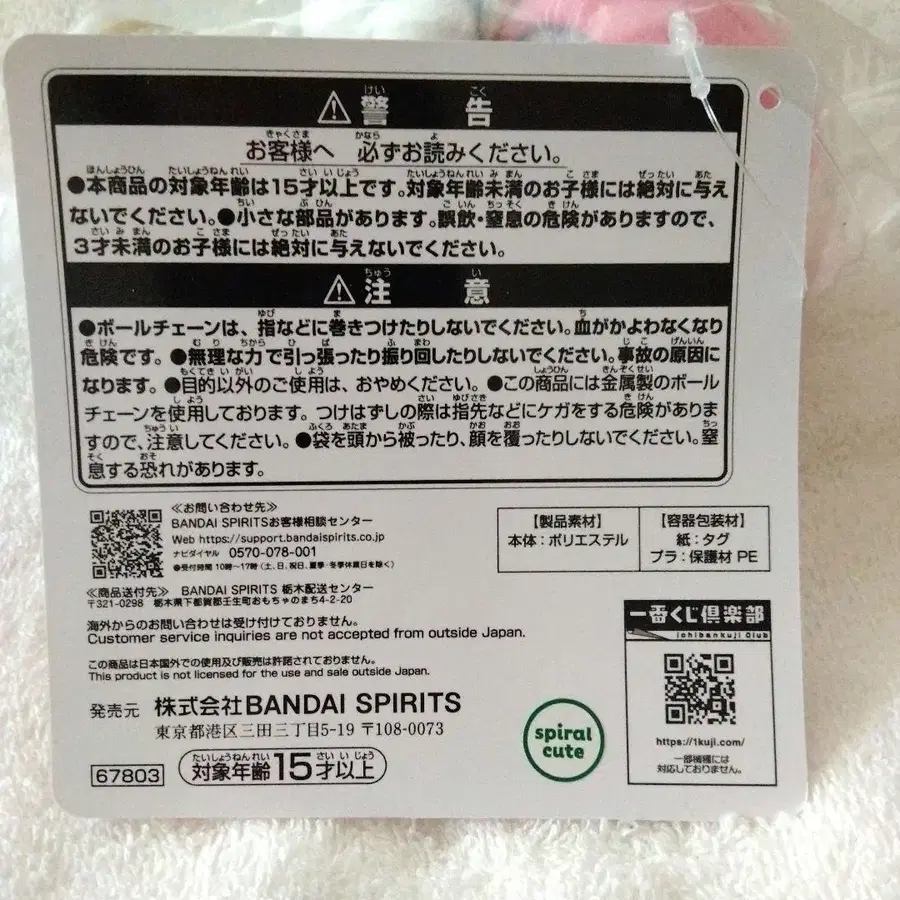 ⚠警告
お客様へ 必ずお読みください。
●本商品の対象年齢は15才以上です。対象年齢未満のお子様には絶対に与え
ないでください。●小さな部品があります。誤飲・窒息の危険がありますので、
3才未満のお子様には絶対に与えないでください。
⚠注意
●ボールチェーンは、指などに巻きつけたりしないでください。血がかよわなくなり
危険です。●無理な力で引っ張ったり振り回したりしないでください。事故の原因に
なります。●目的以外のご使用は、おやめください。●この商品には金属製のボール
チェーンを使用しております。つけはずしの際は指先などにケガをする危険がありま
すので、注意してください。●袋を頭から被ったり、顔を覆ったりしないでください。窒
息する恐れがあります。
≪お問い合わせ先≫
BANDAI SPIRITSお客様相談センター
Web https://support.bandaispirits.co.jp
ナビダイヤル 0570-078-001
●受付時間 10時〜17時(土、日、祝日、夏季・冬季休業日を除く)
≪商品送付先≫ BANDAI SPIRITS 栃木配送センター
〒321-0298 栃木県下都賀郡壬生町おもちゃのまち4-2-20
海外からのお問い合わせは受け付けておりません。
Customer service inquiries are not accepted from outside Japan.
この商品は日本国外での使用及び販売は許諾されておりません。
This product is not licensed for the use and sale outside Japan.
発売元 株式会社BANDAI SPIRITS
東京都港区三田三丁目5-19 〒108-0073
67803 対象年齢15才以上
【製品素材】
本体:ポリエステル
【容器包装材】
紙:タグ
プラ:保護材 PE
spiral
cute
一番くじ倶楽部
ichibankuji Club
https://1kuji.com/
一部機種には
対応しておりません。